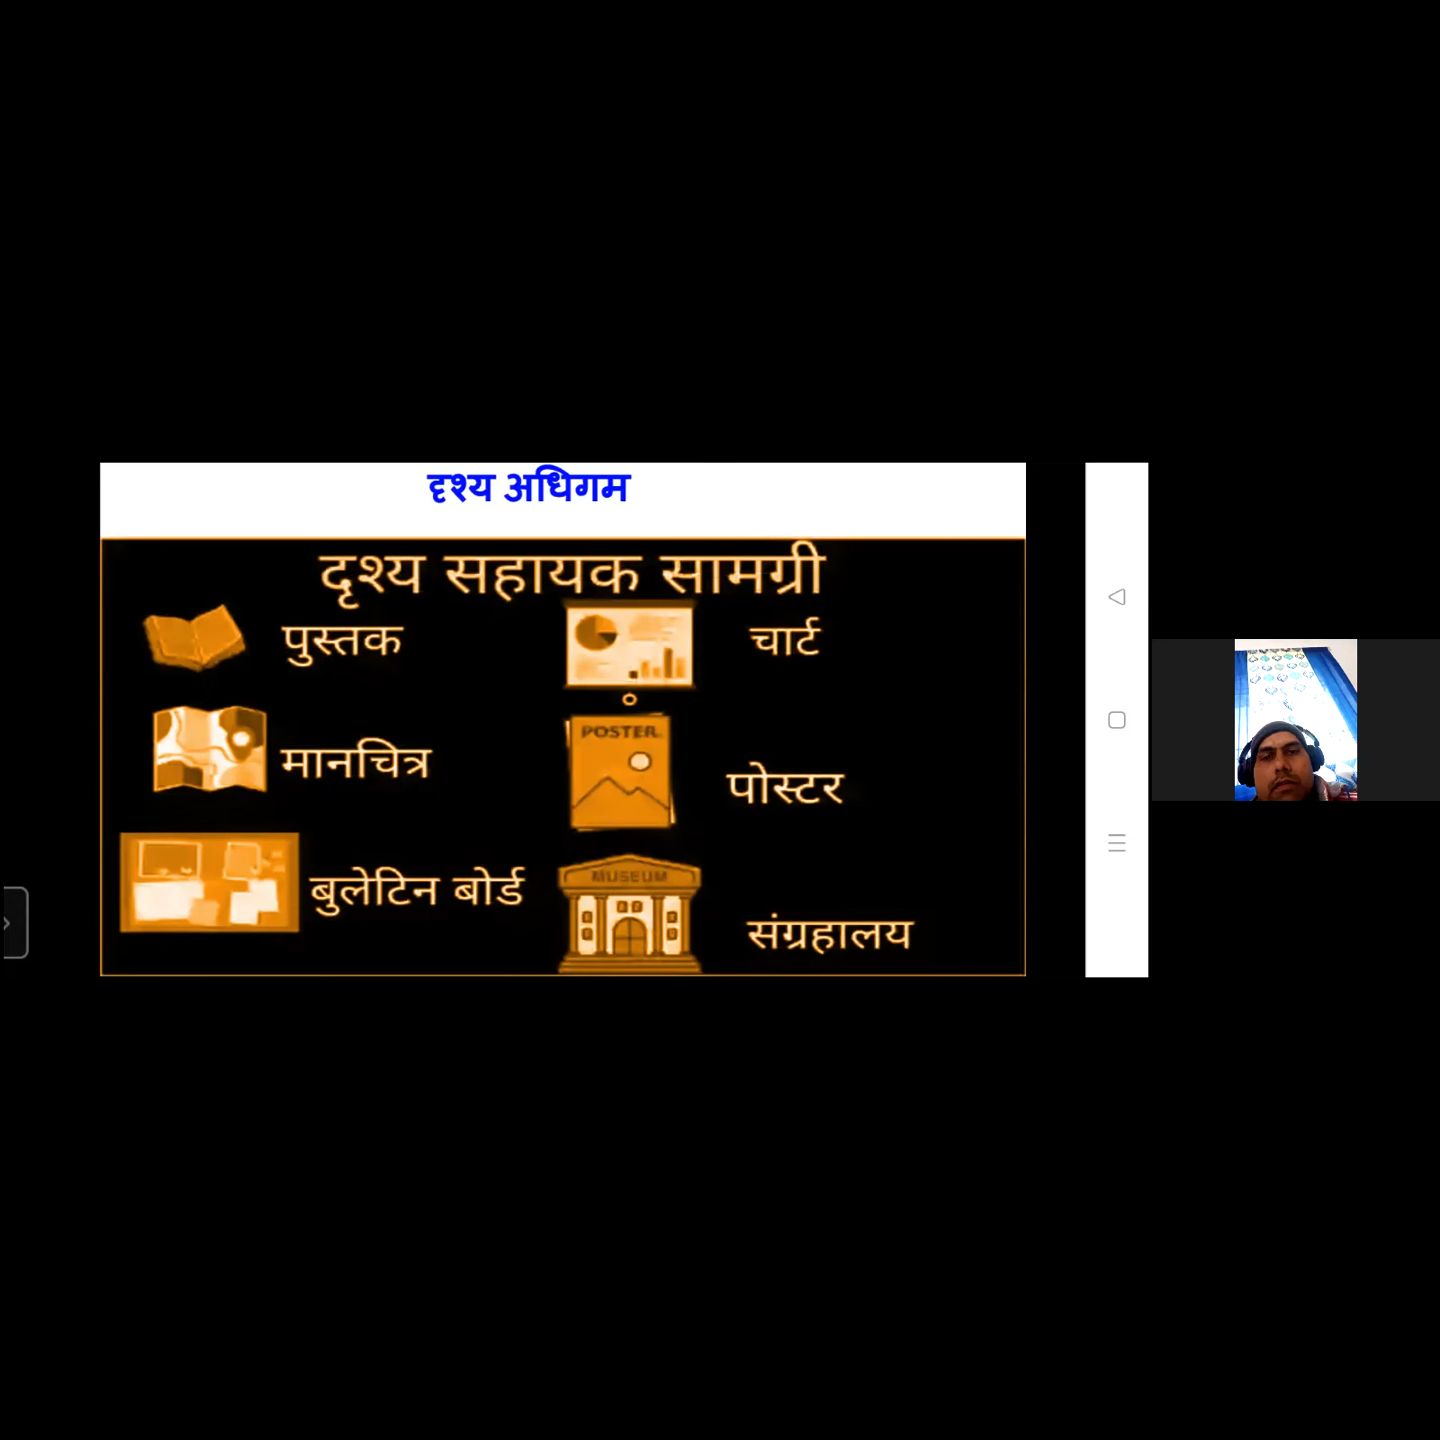 दृश्य अधिगम
दृश्य सहायक सामग्री
पुस्तक
चार्ट
मानचित्र
POSTER
पोस्टर
बुलेटिन बोर्ड
MUSEUM
संग्रहालय